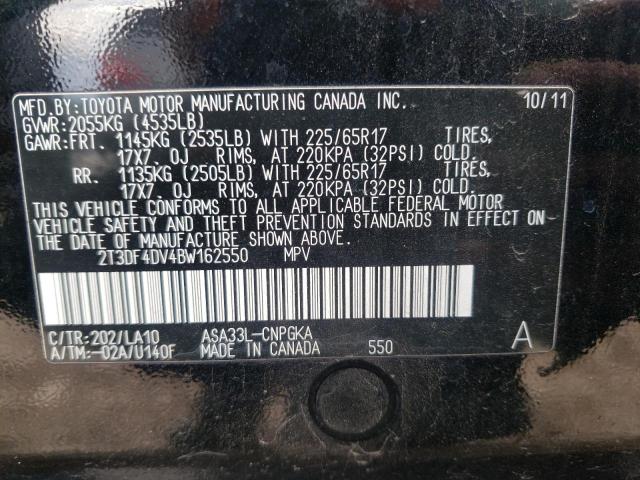 MFD.BY:TOYOTA MOTOR MANUFACTURING CANADA INC. 10/11
GVWR:2055KG (4535LB)
GAWR:FRT. 1145KG (2535LB) WITH 225/65R17 TIRES,
17X7.0J RIMS, AT 220KPA (32PSI) COLD.
RR. 1135KG (2505LB) WITH 225/65R17 TIRES,
17X7.0J RIMS, AT 220KPA (32PSI) COLD.
THIS VEHICLE CONFORMS TO ALL APPLICABLE FEDERAL MOTOR
VEHICLE SAFETY AND THEFT PREVENTION STANDARDS IN EFFECT ON
THE DATE OF MANUFACTURE SHOWN ABOVE.
2T3DF4DV4BW162550 MPV
C/TR:202/LA10 ASA33L-CNPGKA
A/TM:-02A/U140F MADE IN CANADA 550 A